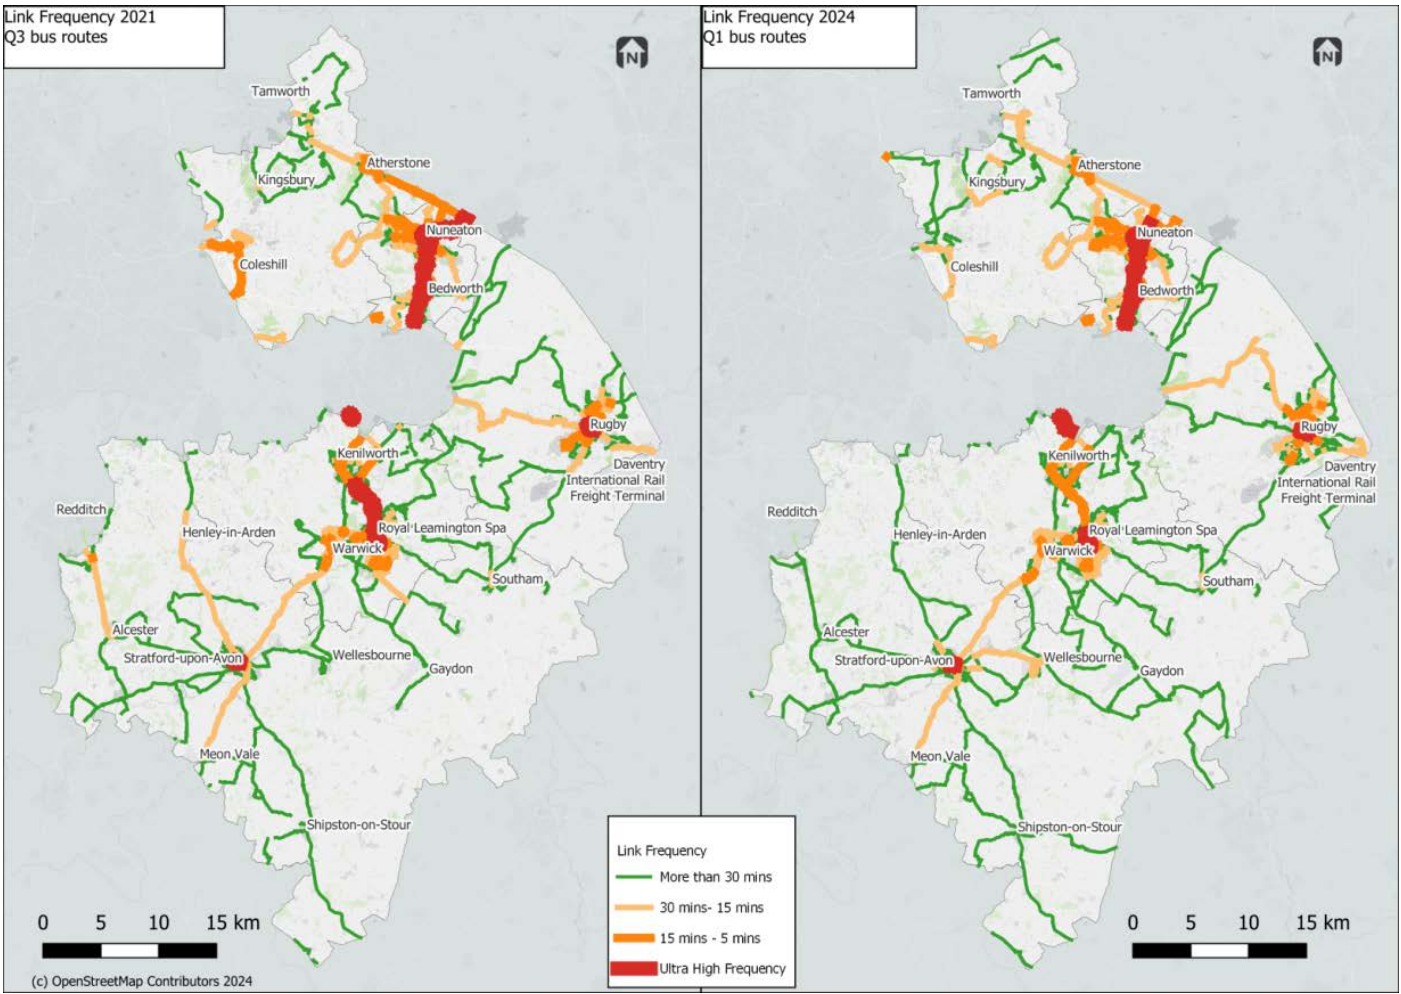 Link Frequency 2021
Q3 bus routes
N
Tamworth
Atherstone
Kingsbury
Nuneaton
Coleshill
Bedworth
Rugby
Kenilworth
Daventry
International Rail
Freight Terminal
Redditch
Henley-in-Arden
Royal Leamington Spa
Warwick
Southam
Alcester
Stratford-upon-Avon
Wellesbourne
Gaydon
Meon Vale
Shipston-on-Stour
0 5 10 15 km
(c) OpenStreetMap Contributors 2024
Link Frequency 2024
Q1 bus routes
N
Tamworth
Atherstone
Kingsbury
Nuneaton
Coleshill
Bedworth
Rugby
Kenilworth
Daventry
International Rail
Freight Terminal
Redditch
Henley-in-Arden
Royal Leamington Spa
Warwick
Southam
Alcester
Stratford-upon-Avon
Wellesbourne
Gaydon
Meon Vale
Shipston-on-Stour
0 5 10 15 km
Link Frequency
More than 30 mins
30 mins- 15 mins
15 mins - 5 mins
Ultra High Frequency